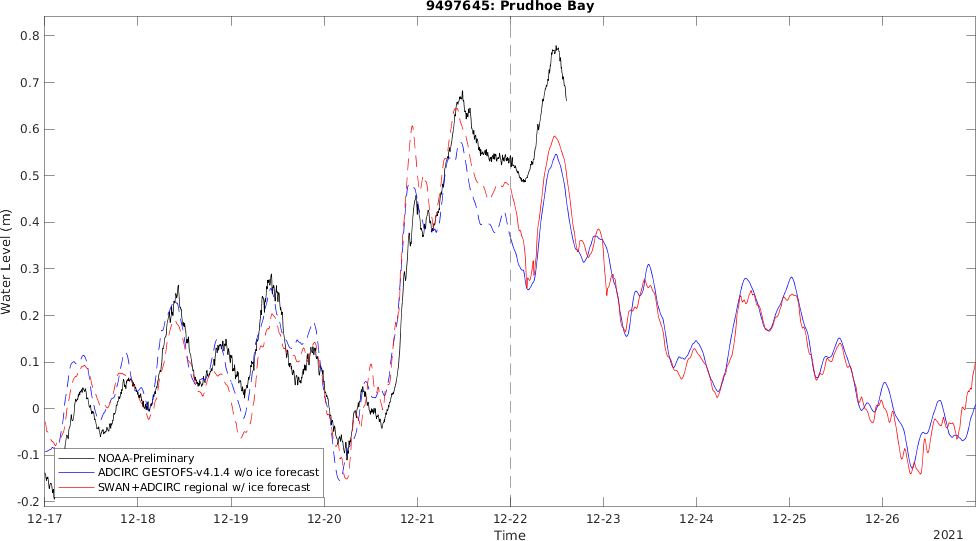 9497645: Prudhoe Bay
Water Level (m)
0.8
0.7
0.6
0.5
0.4
0.3
0.2
0.1
0
-0.1
-0.2
NOAA-Preliminary
ADCIRC GESTOFS-v4.1.4 w/o ice forecast
SWAN+ADCIRC regional w/ ice forecast
12-17 12-18 12-19 12-20 12-21 12-22 12-23 12-24 12-25 12-26
Time
2021